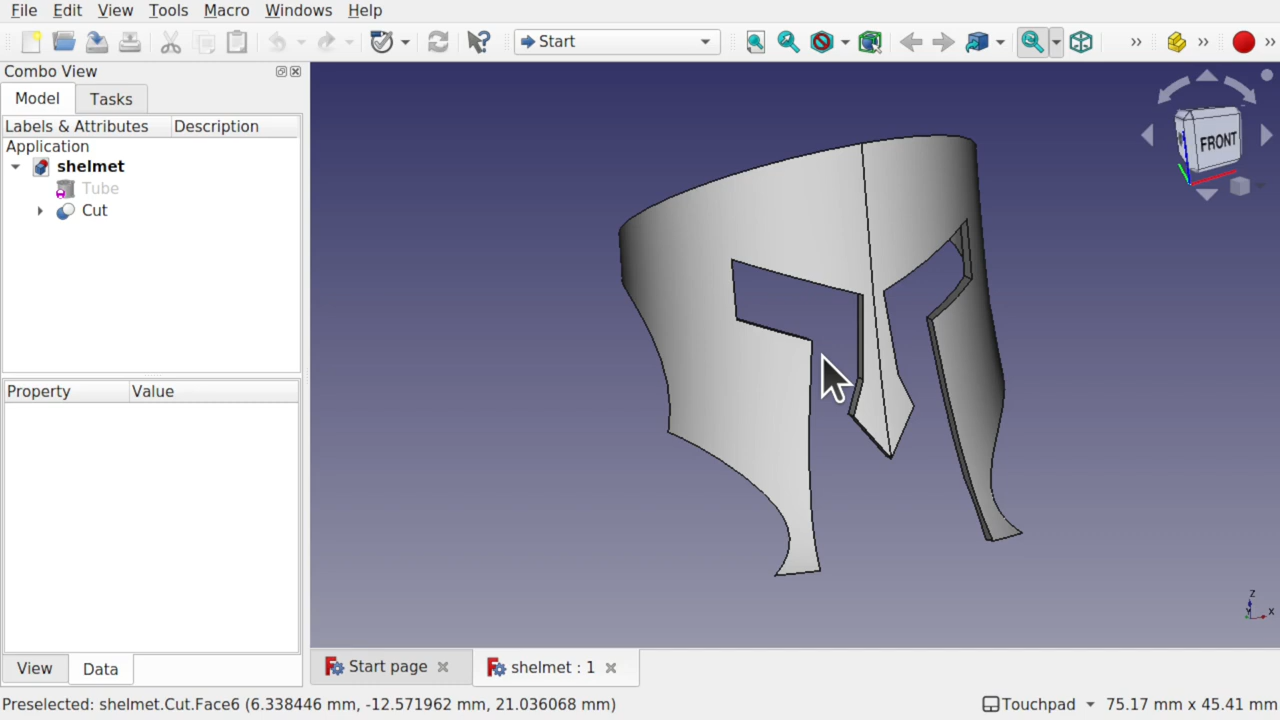 File Edit View Tools Macro Windows Help
Start
Combo View
Model Tasks
Labels & Attributes Description
Application
shelmet
Tube
Cut
Property Value
View Data
FRONT
Z
Y X
Start page
shelmet : 1
Preselected: shelmet.Cut.Face6 (6.338446 mm, -12.571962 mm, 21.036068 mm)
Touchpad 75.17 mm x 45.41 mm